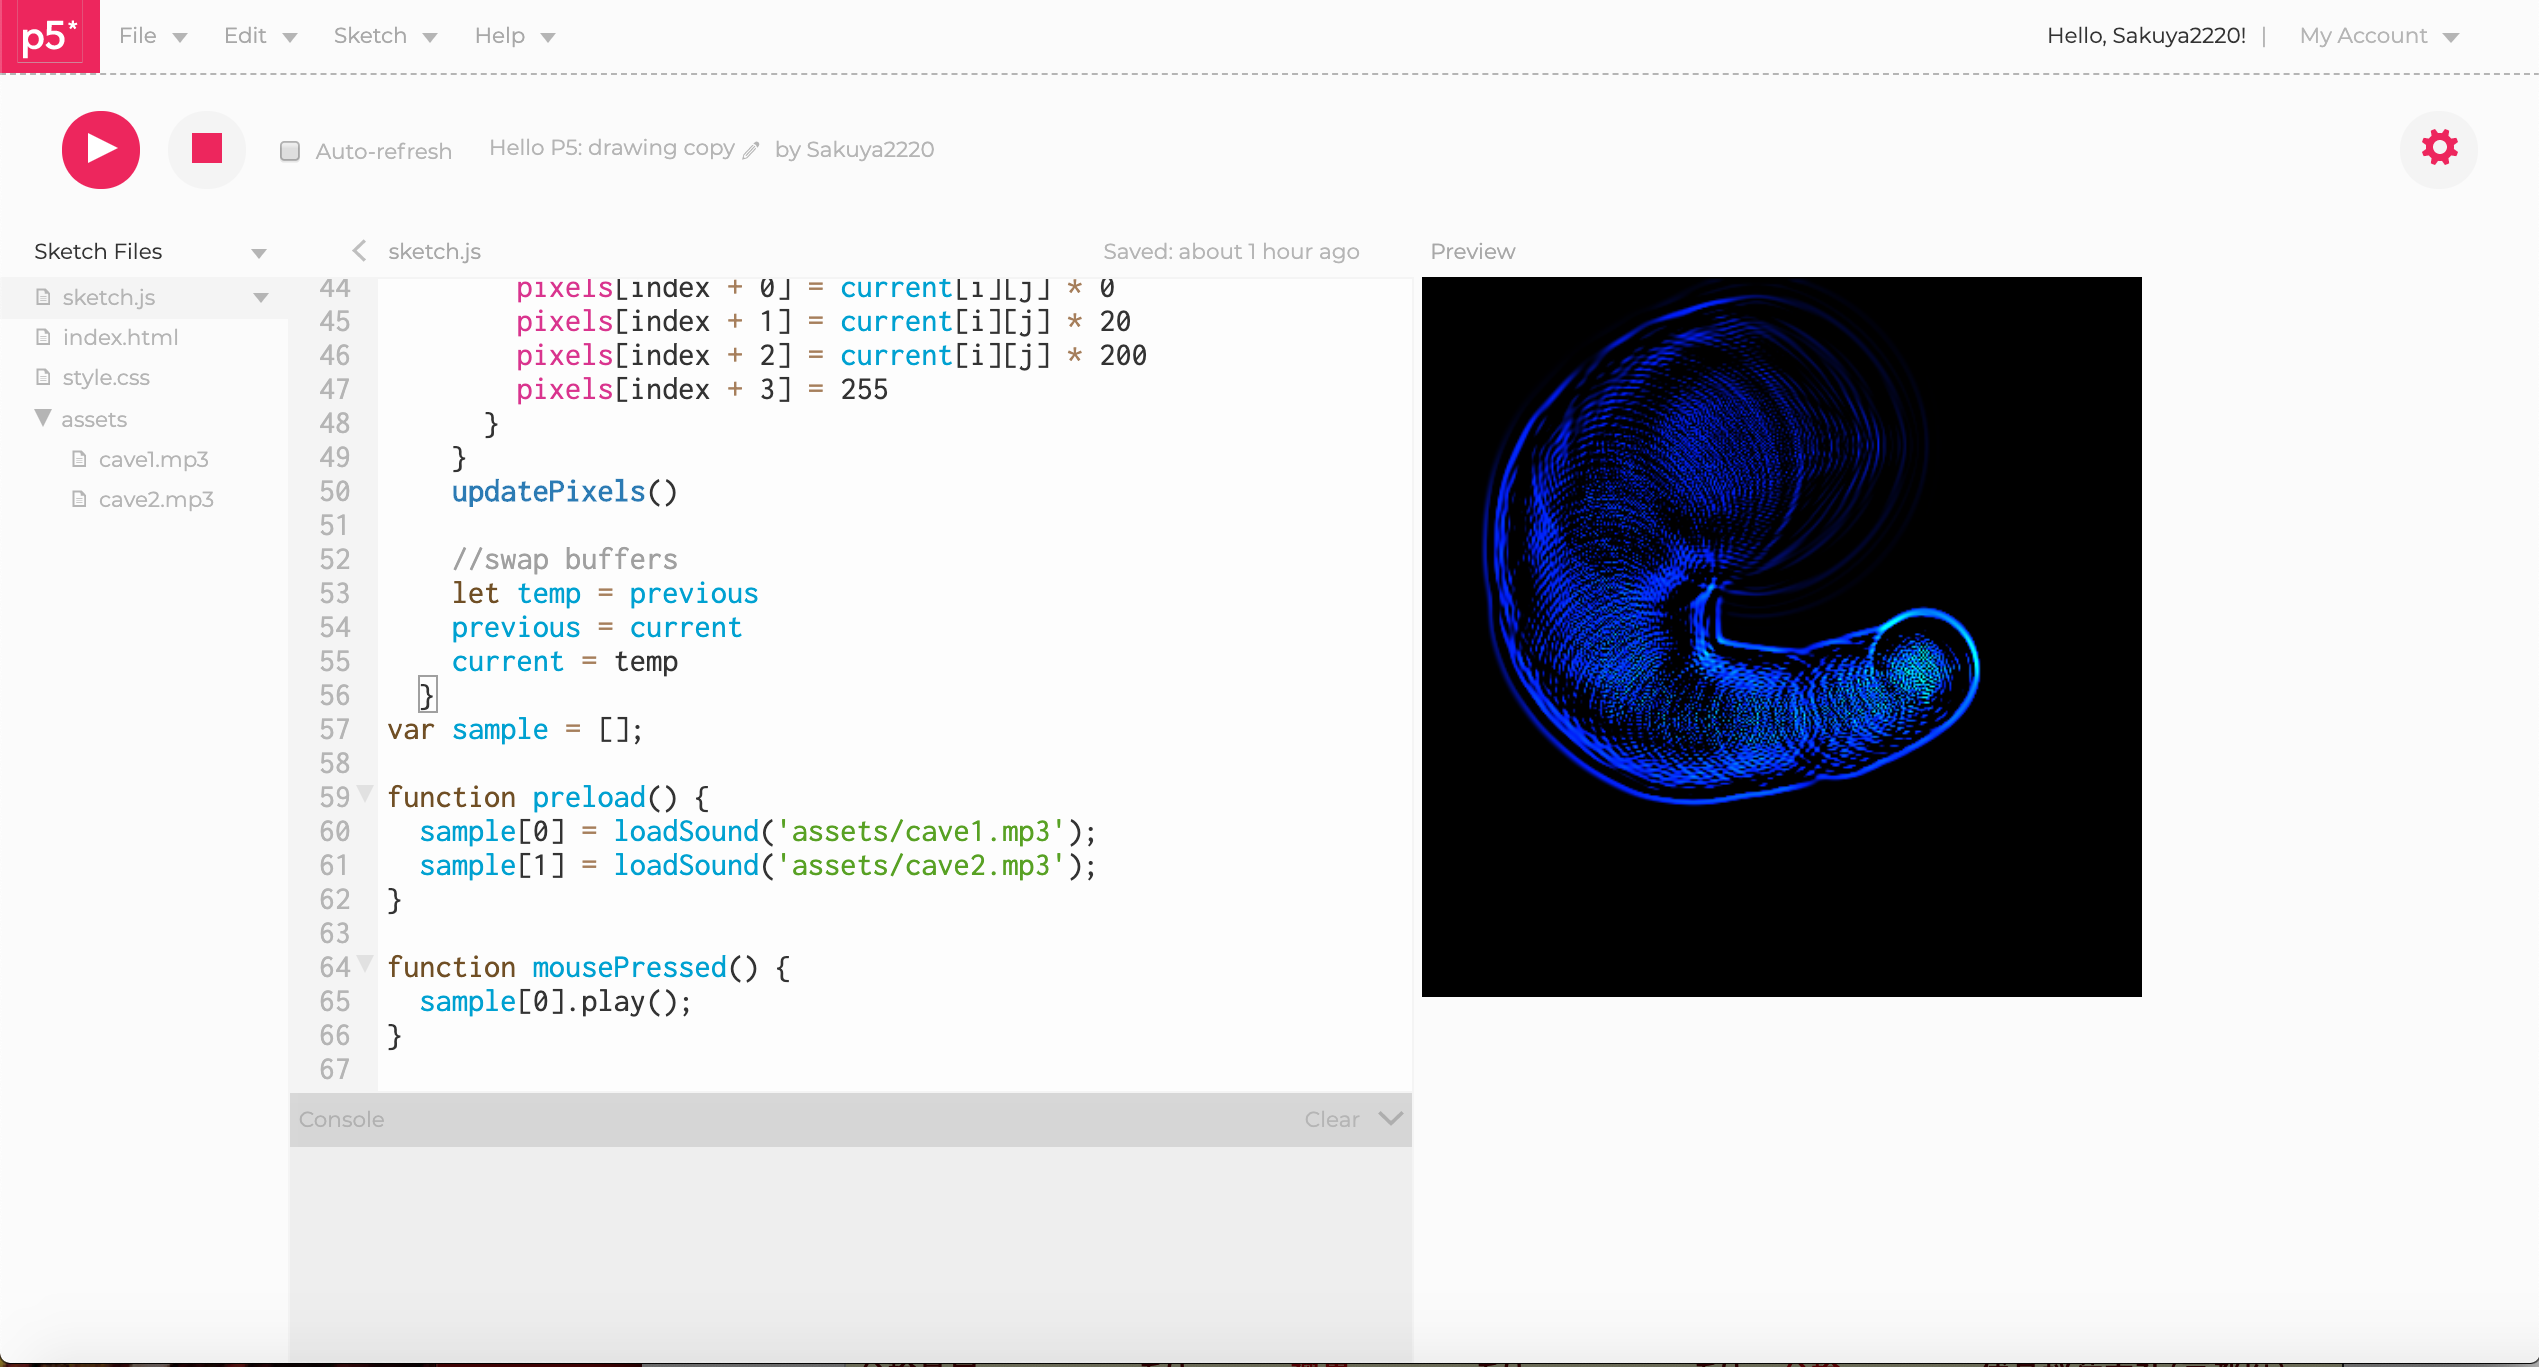 p5*
File Edit Sketch Help
Hello, Sakuya2220! | My Account
Auto-refresh Hello P5: drawing copy by Sakuya2220
Sketch Files
sketch.js
index.html
style.css
assets
cave1.mp3
cave2.mp3
sketch.js Saved: about 1 hour ago
44 pixels[index + 0] = current[i][j] * 0
45 pixels[index + 1] = current[i][j] * 20
46 pixels[index + 2] = current[i][j] * 200
47 pixels[index + 3] = 255
48 }
49 }
50 updatePixels()
51
52 //swap buffers
53 let temp = previous
54 previous = current
55 current = temp
56 }
57 var sample = [];
58
59 function preload() {
60 sample[0] = loadSound('assets/cave1.mp3');
61 sample[1] = loadSound('assets/cave2.mp3');
62 }
63
64 function mousePressed() {
65 sample[0].play();
66 }
67
Console Clear
Preview